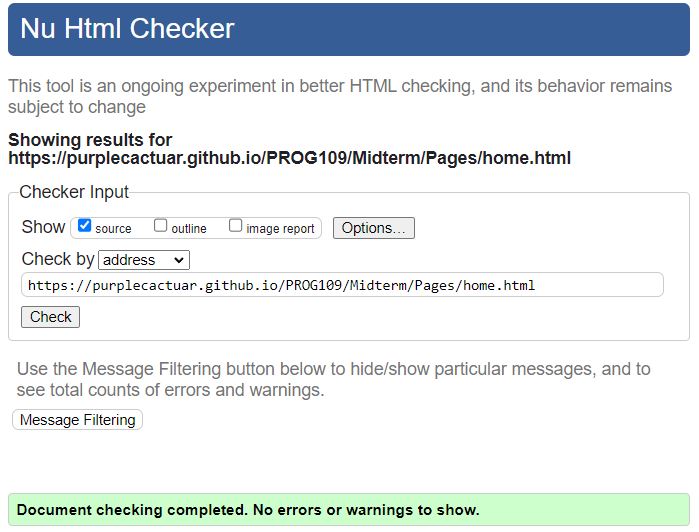 Nu Html Checker
This tool is an ongoing experiment in better HTML checking, and its behavior remains
subject to change
Showing results for
https://purplecactuar.github.io/PROG109/Midterm/Pages/home.html
Checker Input
Show source outline image report Options...
Check by address
https://purplecactuar.github.io/PROG109/Midterm/Pages/home.html
Check
Use the Message Filtering button below to hide/show particular messages, and to
see total counts of errors and warnings.
Message Filtering
Document checking completed. No errors or warnings to show.